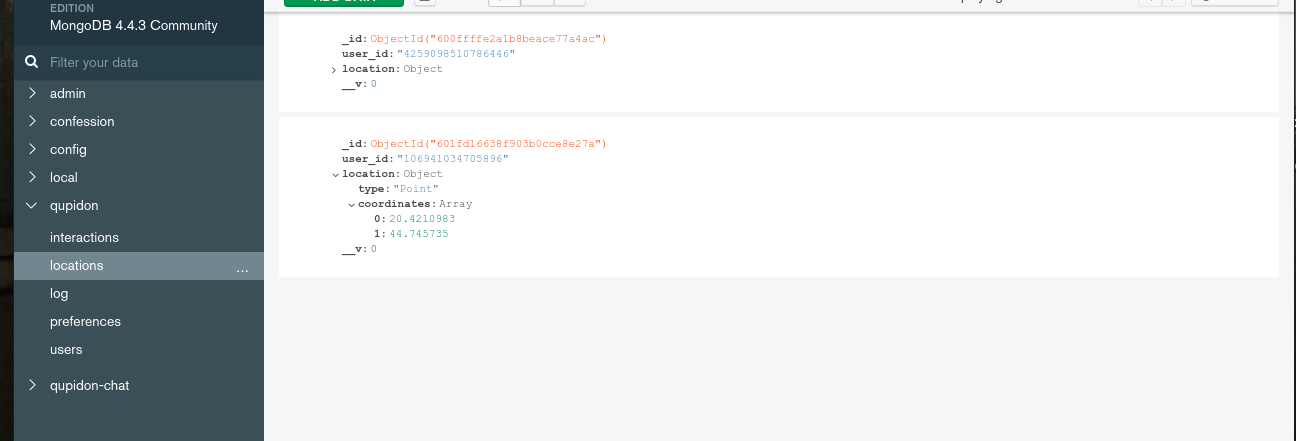 EDITION
MongoDB 4.4.3 Community
Filter your data
admin
confession
config
local
qupidon
interactions
locations
...
log
preferences
users
qupidon-chat
_id: ObjectId("600ffffe2a1b8beace77a4ac")
user_id: "4259098510786446"
location: Object
__v: 0
_id: ObjectId("601fd16638f903b0cce8e27a")
user_id: "106941034705896"
location: Object
type: "Point"
coordinates: Array
0: 20.4210983
1: 44.745735
__v: 0